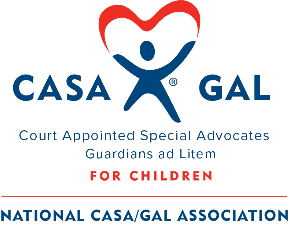 CASA ® GAL
Court Appointed Special Advocates
Guardians ad Litem
FOR CHILDREN
NATIONAL CASA/GAL ASSOCIATION